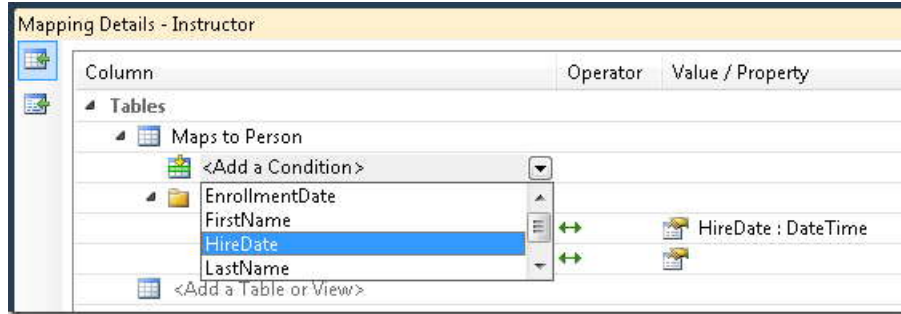 Mapping Details - Instructor
Column Operator Value / Property
Tables
Maps to Person
<Add a Condition>
EnrollmentDate
FirstName
HireDate : DateTime
HireDate
LastName
<Add a Table or View>